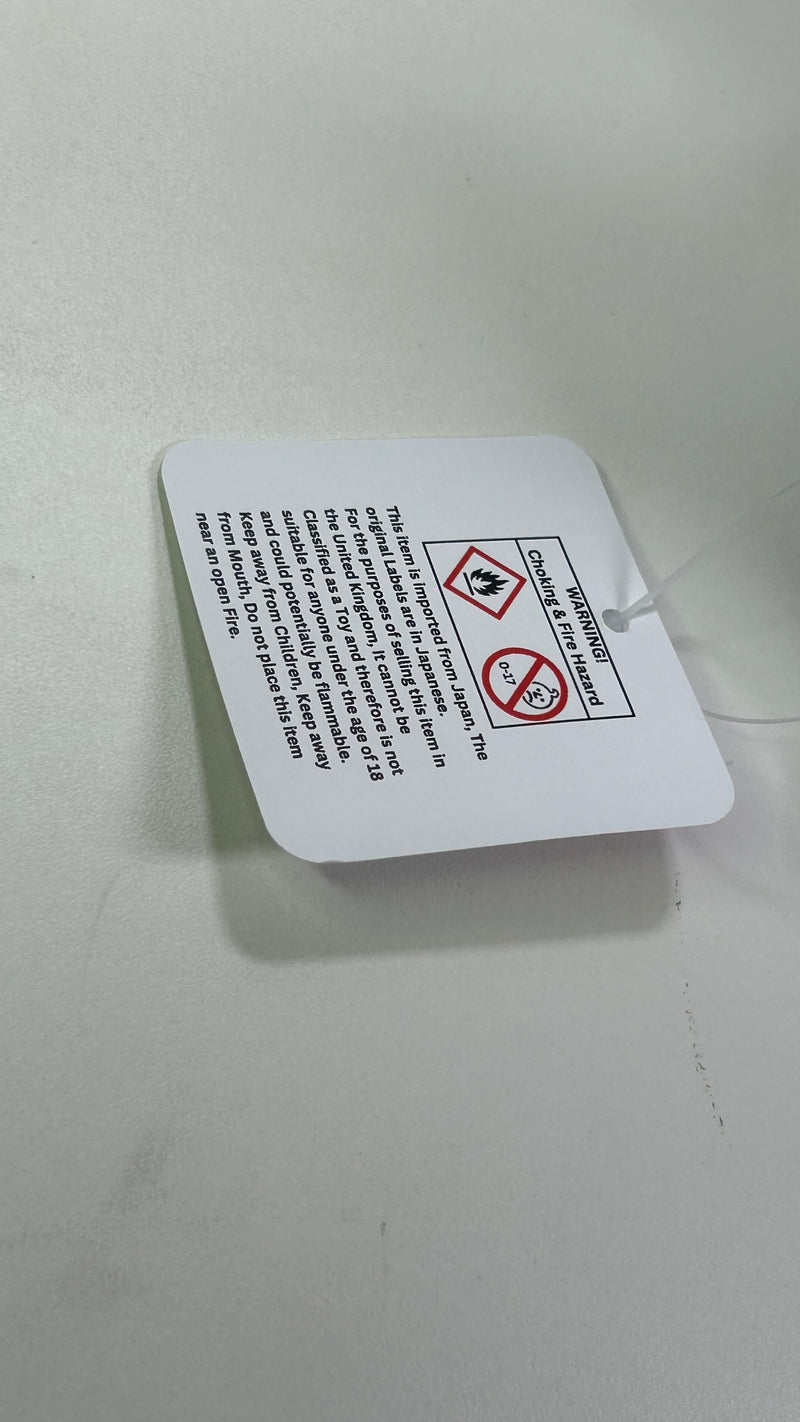 WARNING!
Choking & Fire Hazard
0-17
This item is imported from Japan, The
original Labels are in Japanese.
For the purposes of selling this item in
the United Kingdom, It cannot be
Classified as a Toy and therefore is not
suitable for anyone under the age of 18
and could potentially be flammable.
Keep away from Children, Keep away
from Mouth, Do not place this item
near an open Fire.